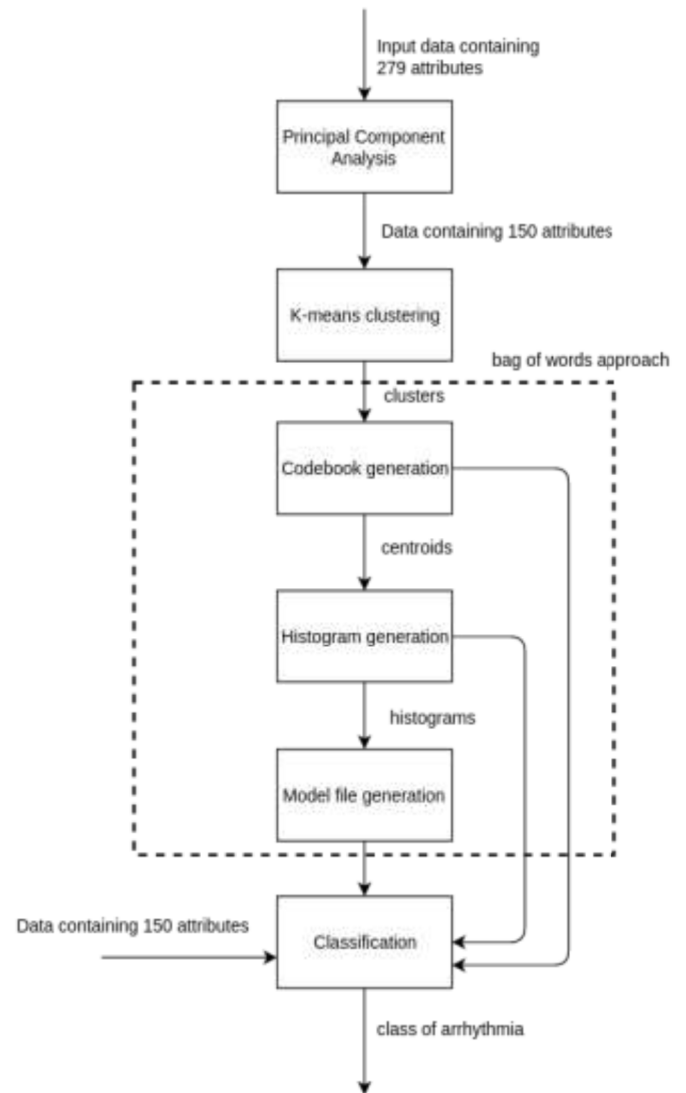 Input data containing
279 attributes
Principal Component
Analysis
Data containing 150 attributes
K-means clustering
bag of words approach
clusters
Codebook generation
centroids
Histogram generation
histograms
Model file generation
Data containing 150 attributes
Classification
class of arrhythmia